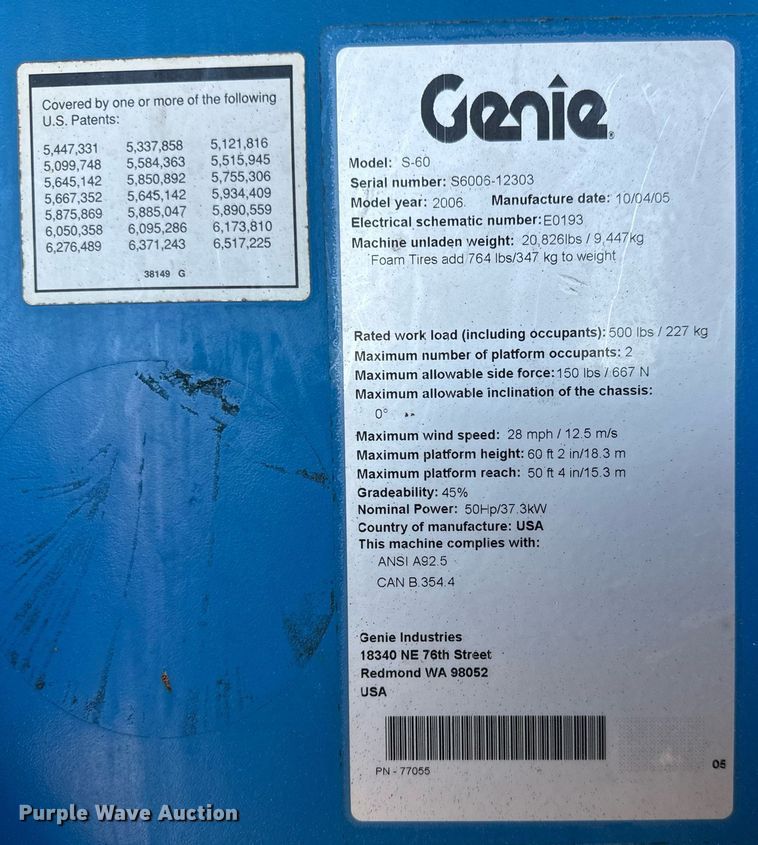 Covered by one or more of the following
U.S. Patents:
5,447,331 5,337,858 5,121,816
5,099,748 5,584,363 5,515,945
5,645,142 5,850,892 5,755,306
5,667,352 5,645,142 5,934,409
5,875,869 5,885,047 5,890,559
6,050,358 6,095,286 6,173,810
6,276,489 6,371,243 6,517,225
38149 G
Genie®
Model: S-60
Serial number: S6006-12303
Model year: 2006 Manufacture date: 10/04/05
Electrical schematic number: E0193
Machine unladen weight: 20,826lbs / 9,447kg
Foam Tires add 764 lbs/347 kg to weight
Rated work load (including occupants): 500 lbs / 227 kg
Maximum number of platform occupants: 2
Maximum allowable side force: 150 lbs / 667 N
Maximum allowable inclination of the chassis:
0°
Maximum wind speed: 28 mph / 12.5 m/s
Maximum platform height: 60 ft 2 in/18.3 m
Maximum platform reach: 50 ft 4 in/15.3 m
Gradeability: 45%
Nominal Power: 50Hp/37.3kW
Country of manufacture: USA
This machine complies with:
ANSI A92.5
CAN B.354.4
Genie Industries
18340 NE 76th Street
Redmond WA 98052
USA
PN - 77055
05
Purple Wave Auction